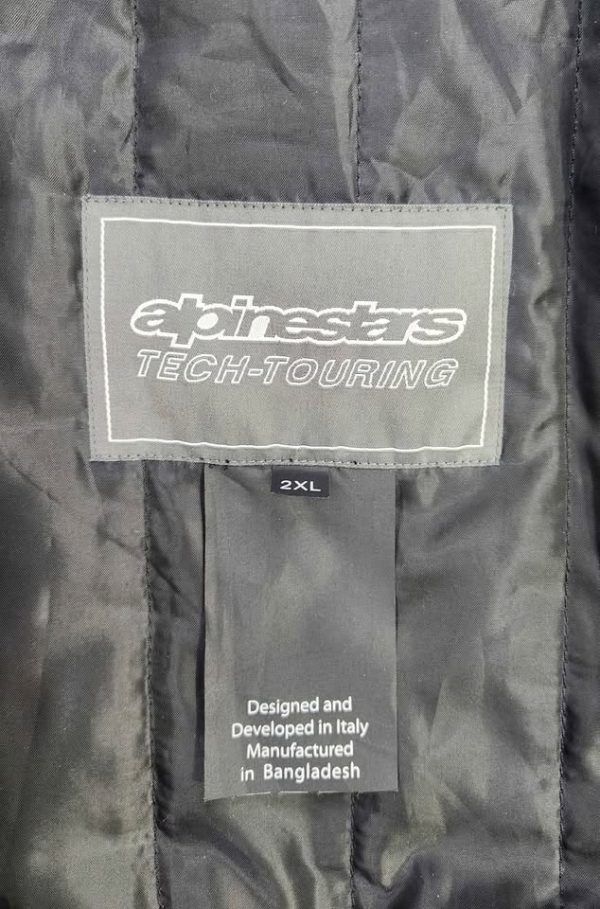 alpinestars
TECH-TOURING
2XL
Designed and
Developed in Italy
Manufactured
in Bangladesh